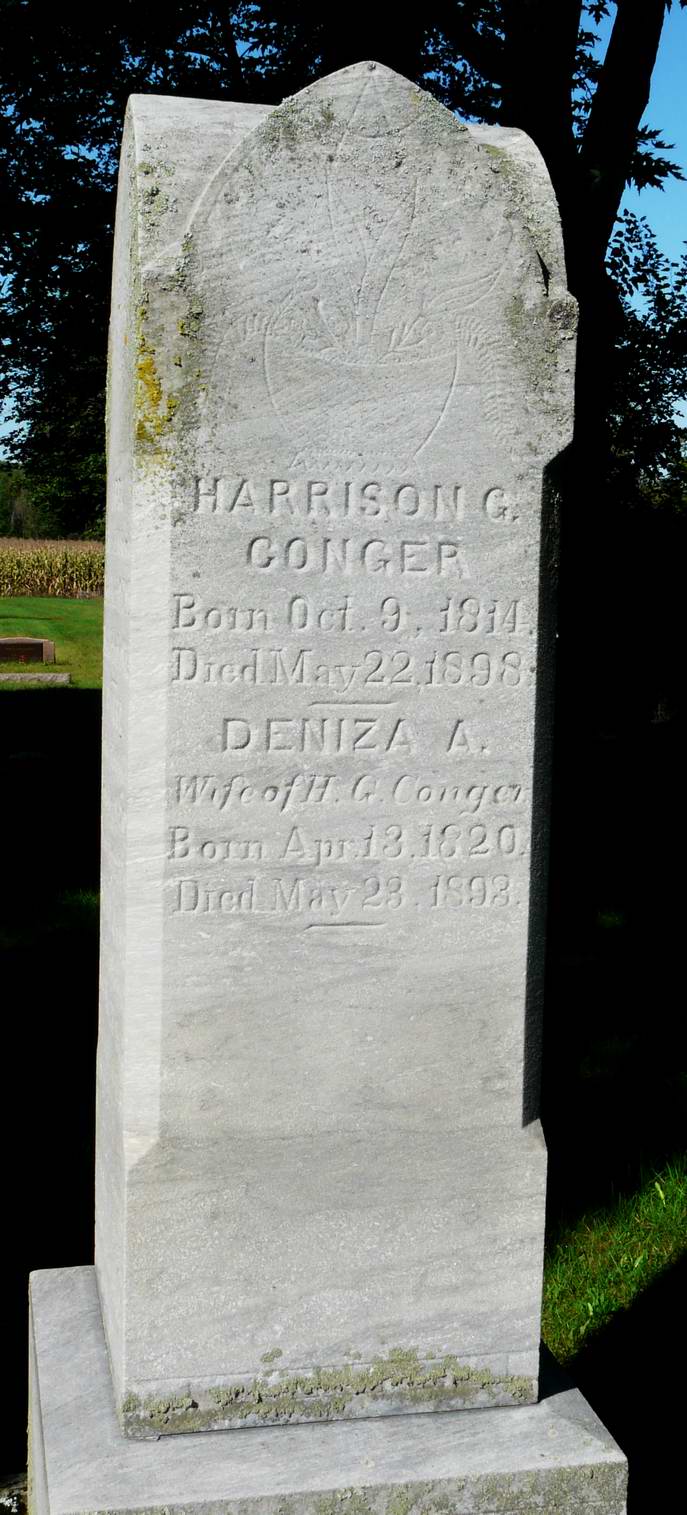 HARRISON G.
CONGER
Born Oct. 9, 1814.
Died May 22, 1898.
DENIZA A.
Wife of H. G. Conger
Born Apr. 13, 1820.
Died May 23, 1893.